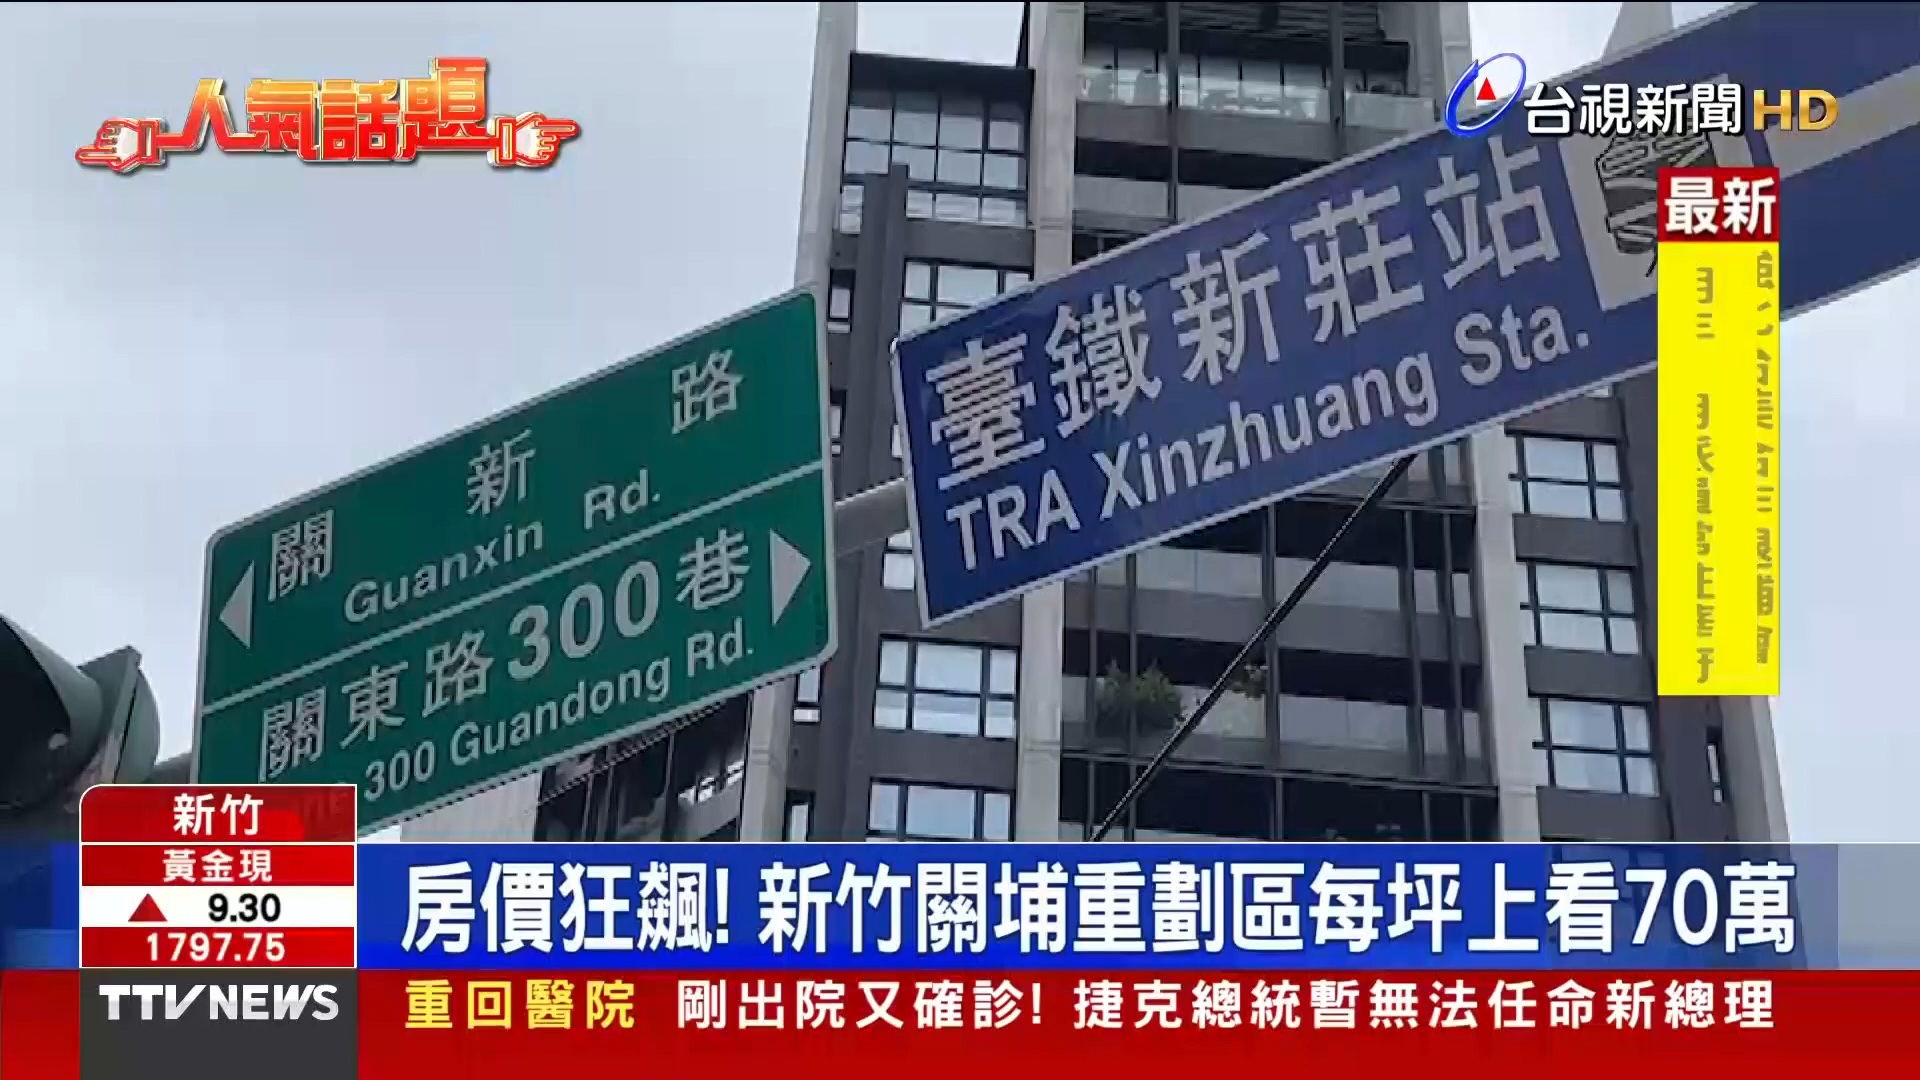 人氣話題
台視新聞HD
最新
臺鐵新莊站
TRA Xinzhuang Sta.
關新路
Guanxin Rd.
關東路300巷
300 Guandong Rd.
新竹
黃金現
▲ 9.30
1797.75
房價狂飆! 新竹關埔重劃區每坪上看70萬
TTV NEWS
重回醫院 剛出院又確診! 捷克總統暫無法任命新總理